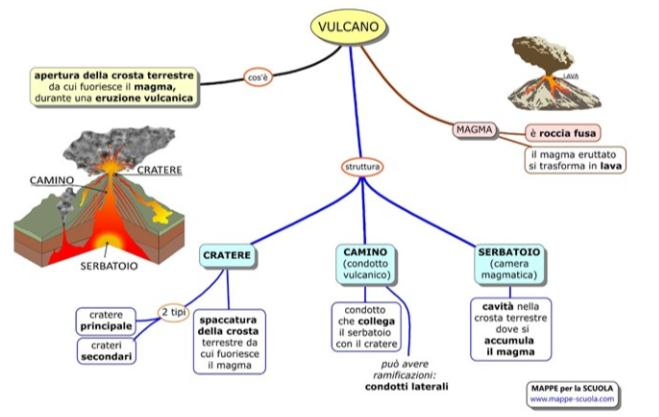 VULCANO
apertura della crosta terrestre
da cui fuoriesce il magma,
durante una eruzione vulcanica
cos'è
LAVA
MAGMA
è roccia fusa
il magma eruttato
si trasforma in lava
struttura
CAMINO
CRATERE
SERBATOIO
CRATERE
2 tipi
cratere
principale
crateri
secondari
spaccatura
della crosta
terrestre da
cui fuoriesce
il magma
CAMINO
(condotto
vulcanico)
condotto
che collega
il serbatoio
con il cratere
può avere
ramificazioni:
condotti laterali
SERBATOIO
(camera
magmatica)
cavità nella
crosta terrestre
dove si
accumula
il magma
MAPPE per la SCUOLA
www.mappe-scuola.com